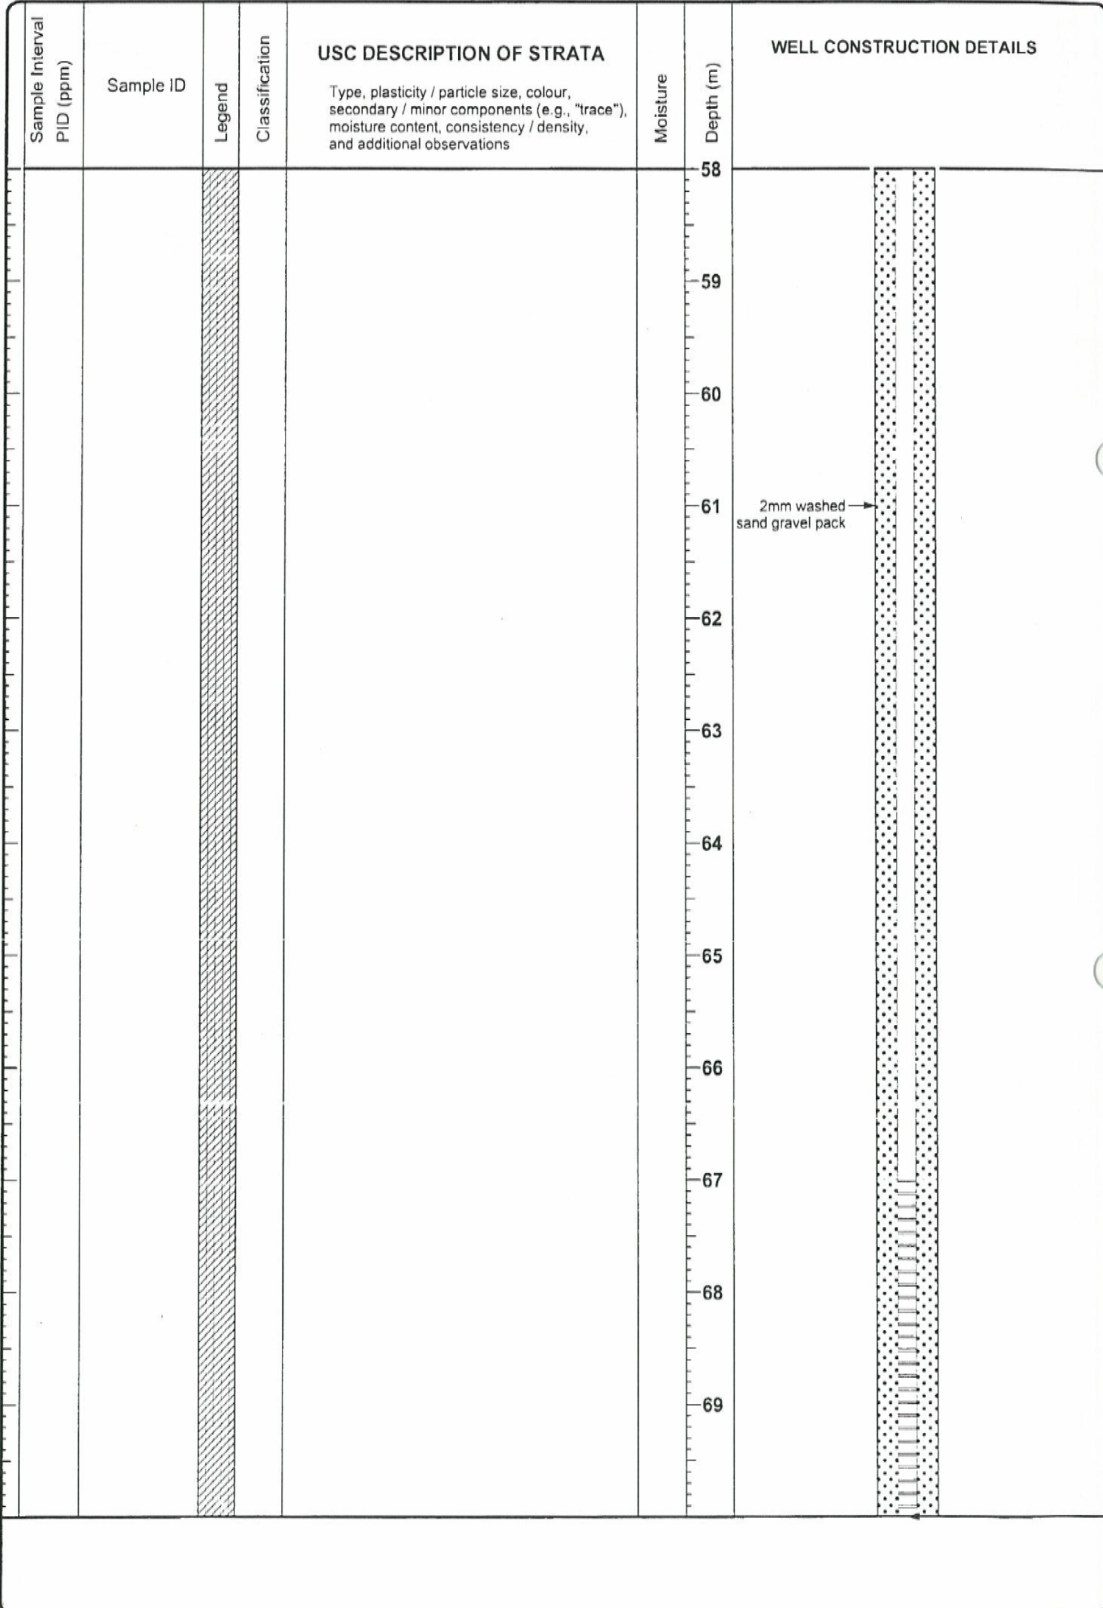 Sample Interval
PID (ppm)
Sample ID
Legend
Classification
USC DESCRIPTION OF STRATA
Type, plasticity / particle size, colour,
secondary / minor components (e.g., "trace"),
moisture content, consistency / density,
and additional observations
Moisture
Depth (m)
WELL CONSTRUCTION DETAILS
58
59
60
61
2mm washed
sand gravel pack
62
63
64
65
66
67
68
69